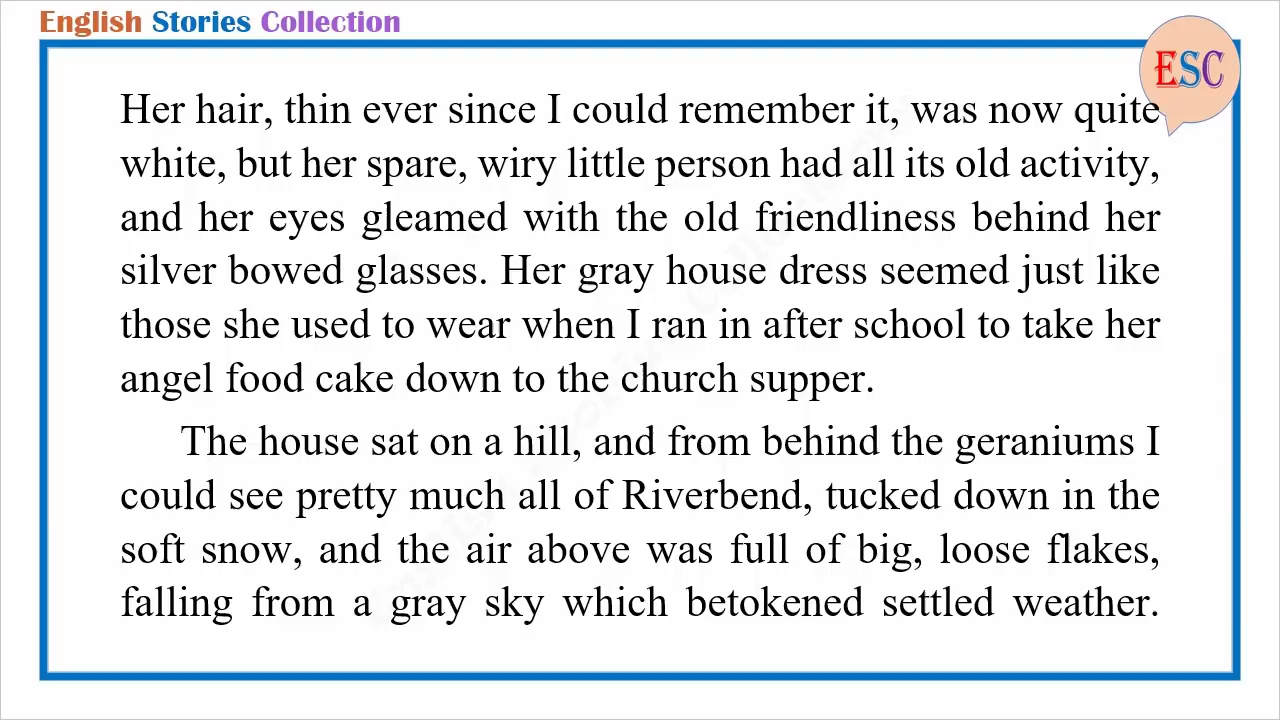 English Stories Collection
ESC
Her hair, thin ever since I could remember it, was now quite
white, but her spare, wiry little person had all its old activity,
and her eyes gleamed with the old friendliness behind her
silver bowed glasses. Her gray house dress seemed just like
those she used to wear when I ran in after school to take her
angel food cake down to the church supper.
The house sat on a hill, and from behind the geraniums I
could see pretty much all of Riverbend, tucked down in the
soft snow, and the air above was full of big, loose flakes,
falling from a gray sky which betokened settled weather.